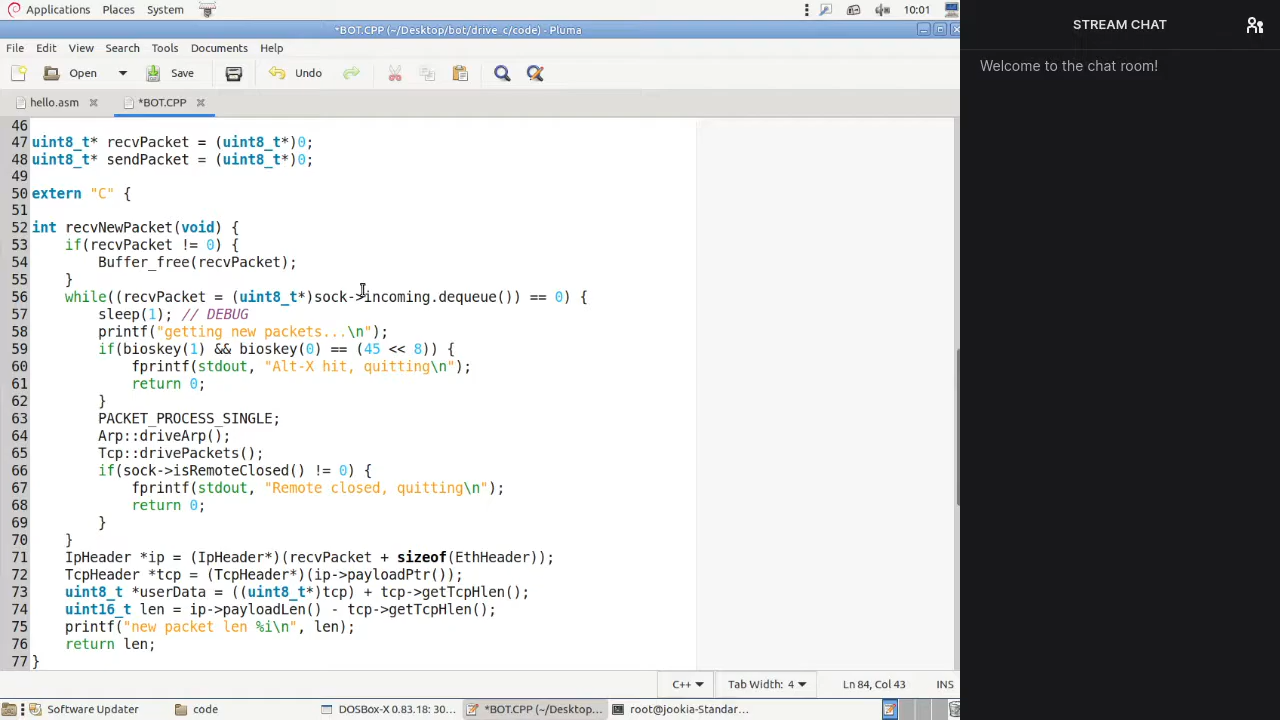 Applications Places System 10:01
*BOT.CPP (~/Desktop/bot/drive_c/code) - Pluma
File Edit View Search Tools Documents Help
Open Save Undo
hello.asm *BOT.CPP
46
47 uint8_t* recvPacket = (uint8_t*)0;
48 uint8_t* sendPacket = (uint8_t*)0;
49
50 extern "C" {
51
52 int recvNewPacket(void) {
53 if(recvPacket != 0) {
54 Buffer_free(recvPacket);
55 }
56 while((recvPacket = (uint8_t*)sock->incoming.dequeue()) == 0) {
57 sleep(1); // DEBUG
58 printf("getting new packets...\n");
59 if(bioskey(1) && bioskey(0) == (45 << 8)) {
60 fprintf(stdout, "Alt-X hit, quitting\n");
61 return 0;
62 }
63 PACKET_PROCESS_SINGLE;
64 Arp::driveArp();
65 Tcp::drivePackets();
66 if(sock->isRemoteClosed() != 0) {
67 fprintf(stdout, "Remote closed, quitting\n");
68 return 0;
69 }
70 }
71 IpHeader *ip = (IpHeader*)(recvPacket + sizeof(EthHeader));
72 TcpHeader *tcp = (TcpHeader*)(ip->payloadPtr());
73 uint8_t *userData = ((uint8_t*)tcp) + tcp->getTcpHlen();
74 uint16_t len = ip->payloadLen() - tcp->getTcpHlen();
75 printf("new packet len %i\n", len);
76 return len;
77 }
C++ Tab Width: 4 Ln 84, Col 43 INS
Software Updater code DOSBox-X 0.83.18: 30... *BOT.CPP (~/Desktop... root@jookia-Standar...
STREAM CHAT
Welcome to the chat room!